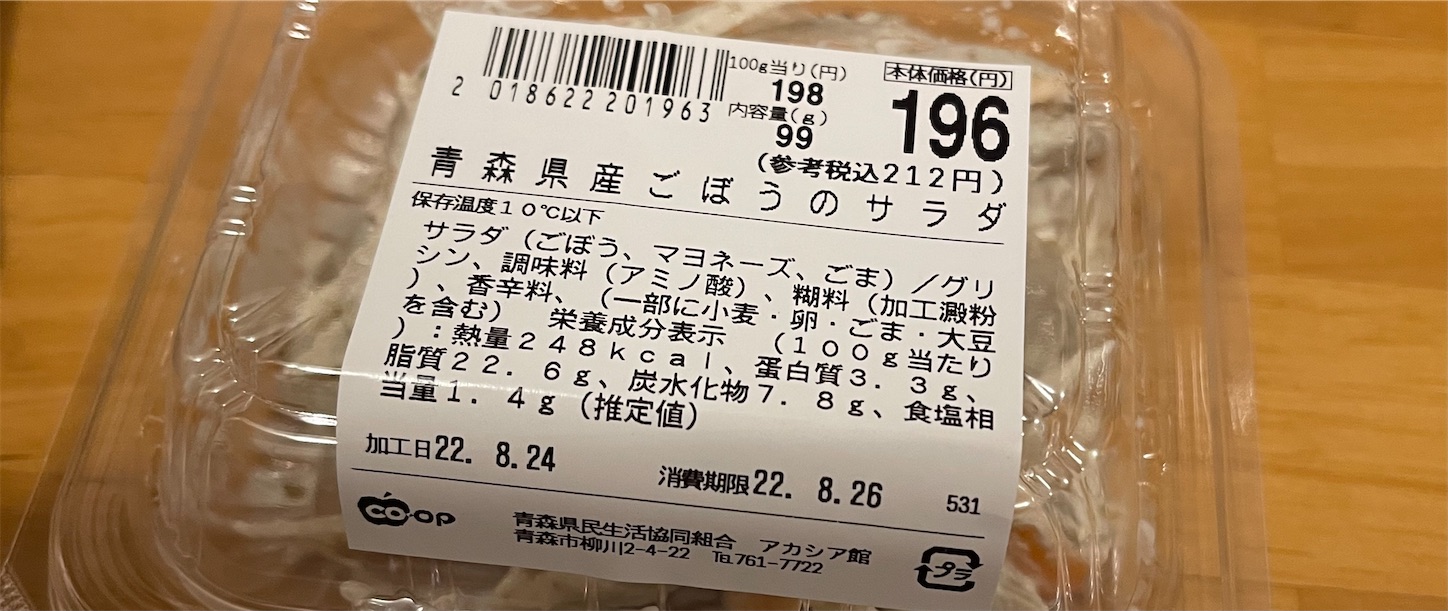 100g当り(円)
198
内容量(g)
99
本体価格(円)
196
(参考税込212円)
2 018622 201963
青森県産ごぼうのサラダ
保存温度10℃以下
サラダ(ごぼう、マヨネーズ、ごま)/グリ
シン、調味料(アミノ酸)、糊料(加工澱粉
)、香辛料、(一部に小麦・卵・ごま・大豆
を含む) 栄養成分表示 (100g当たり
):熱量248kcal、蛋白質3.3g、
脂質22.6g、炭水化物7.8g、食塩相
当量1.4g(推定値)
加工日22. 8.24
消費期限22. 8.26
531
co-op
青森県民生活協同組合 アカシア館
青森市柳川2-4-22 ℡761-7722
プラ